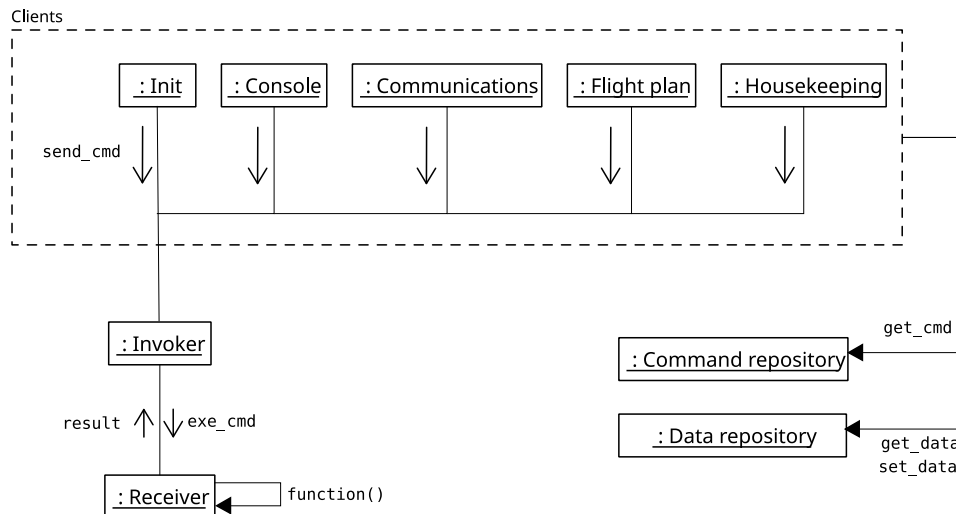 Clients
: Init
: Console
: Communications
: Flight plan
: Housekeeping
send_cmd
: Invoker
get_cmd
: Command repository
result
exe_cmd
: Data repository
get_data
set_data
: Receiver
function()